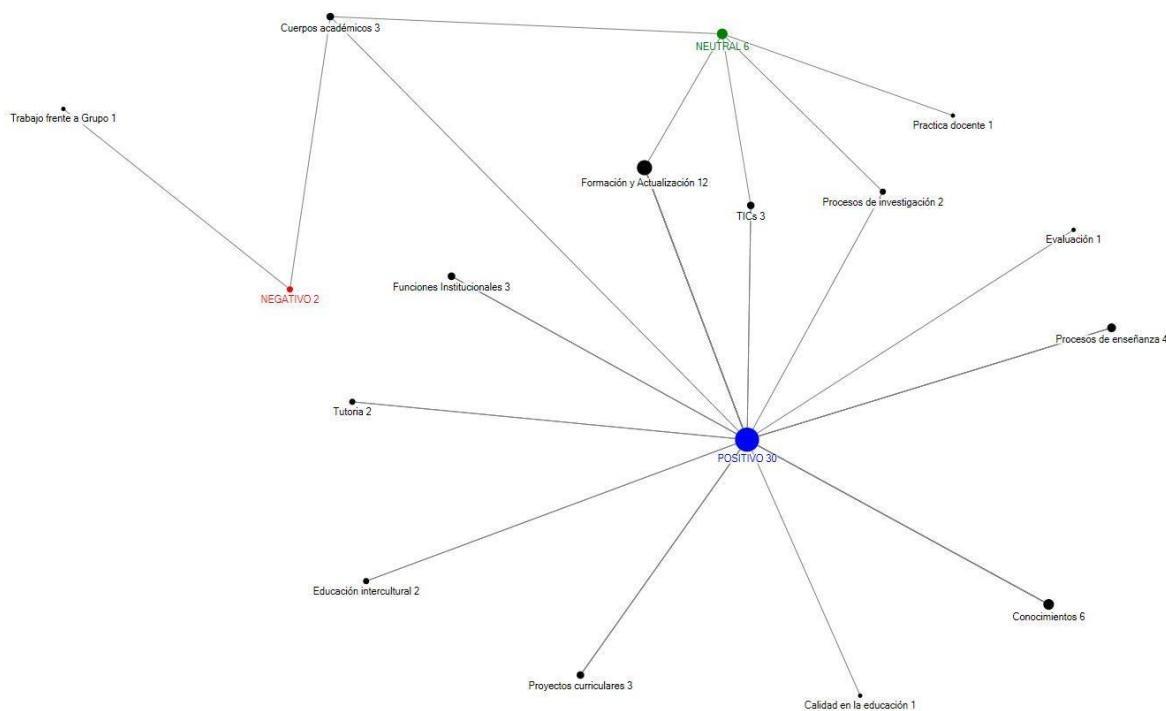 Cuerpos académicos 3
NEUTRAL 6
Trabajo frente a Grupo 1
Practica docente 1
Formación y Actualización 12
TICs 3
Procesos de investigación 2
Evaluación 1
Funciones Institucionales 3
NEGATIVO 2
Procesos de enseñanza 4
Tutoria 2
POSITIVO 30
Educación intercultural 2
Conocimientos 6
Proyectos curriculares 3
Calidad en la educación 1